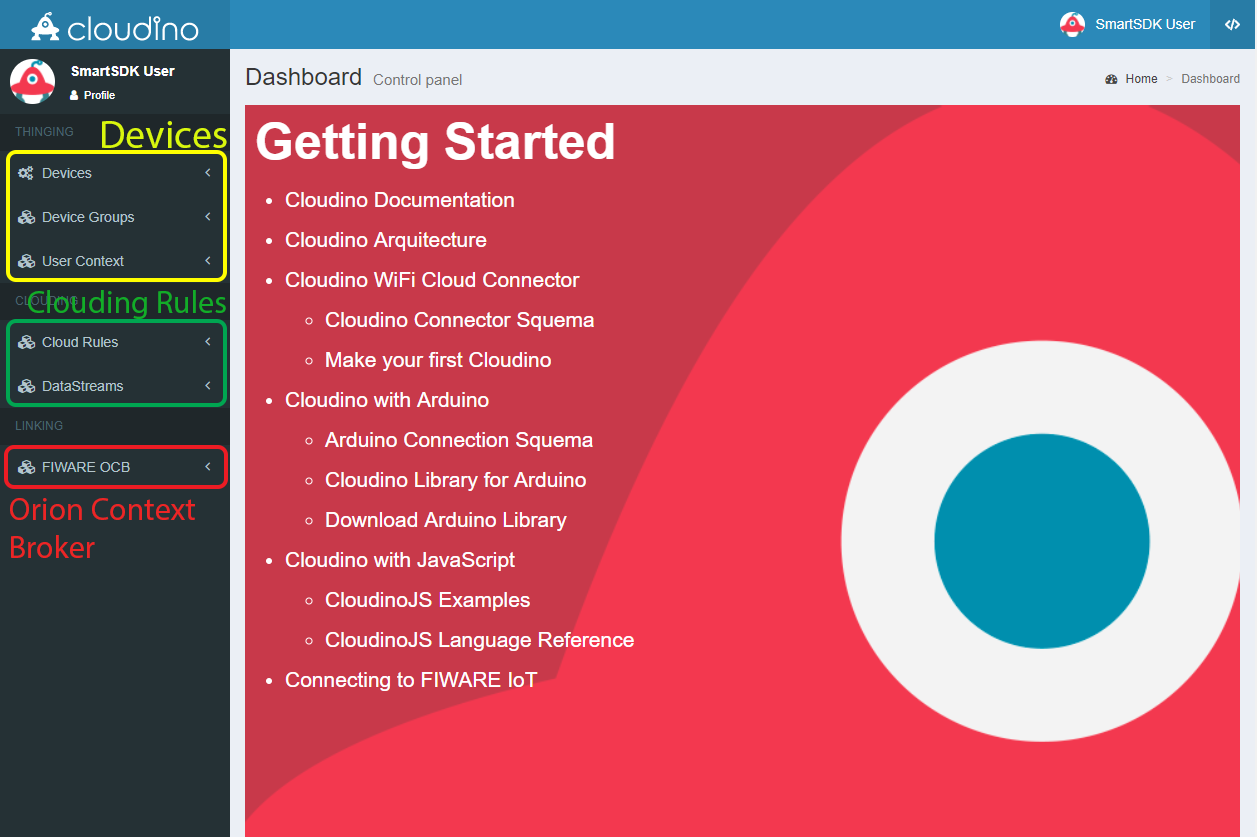 cloudino
SmartSDK User
SmartSDK User
Profile
Dashboard Control panel
Home > Dashboard
THINGING
Devices
Devices
Device Groups
User Context
CLOUDING
Clouding Rules
Cloud Rules
DataStreams
LINKING
FIWARE OCB
Orion Context
Broker
Getting Started
Cloudino Documentation
Cloudino Arquitecture
Cloudino WiFi Cloud Connector
Cloudino Connector Squema
Make your first Cloudino
Cloudino with Arduino
Arduino Connection Squema
Cloudino Library for Arduino
Download Arduino Library
Cloudino with JavaScript
CloudinoJS Examples
CloudinoJS Language Reference
Connecting to FIWARE IoT